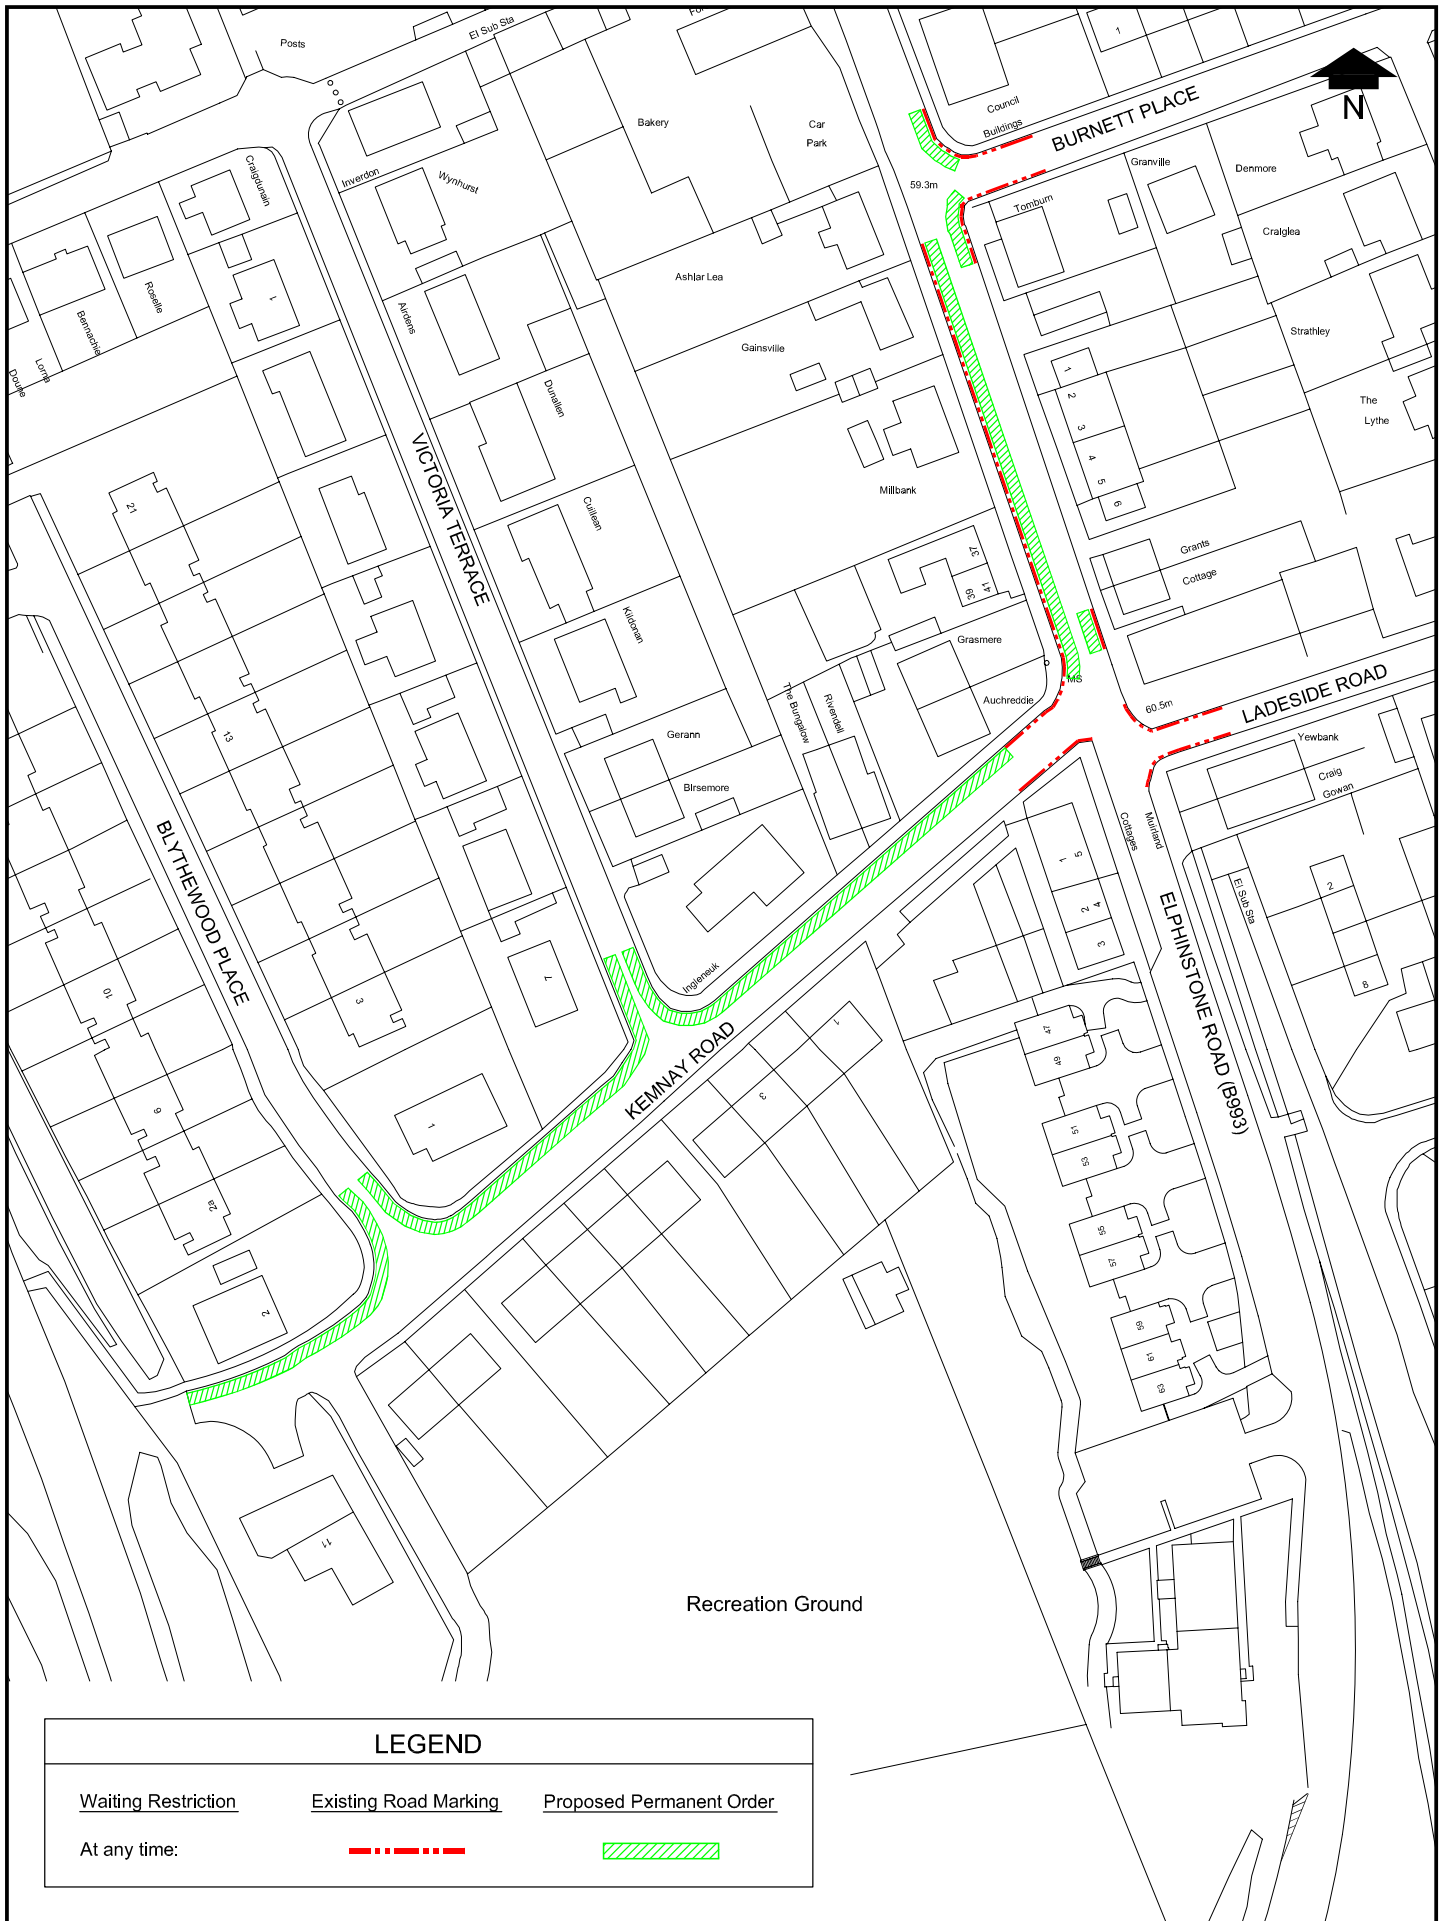 Posts
El Sub Sta
1
N
Council
Buildings
BURNETT PLACE
Bakery
Car
Park
Granville
Denmore
59.3m
Craigdunain
Inverdon
Wynhurst
Tomburn
Craiglea
Ashlar Lea
Roselle
1
Airdens
Bennachie
Lorna
Doune
Gainsville
Strathley
1
2
3
4
5
6
The
Lythe
Dunallen
VICTORIA TERRACE
Millbank
21
Cuillean
37
39
41
Grants
Cottage
Kildonan
Grasmere
MS
Auchreddie
60.5m
LADESIDE ROAD
The Bungalow
Rivendell
Gerann
Birsemore
13
Yewbank
Craig
Gowan
Cottages
Muirland
BLYTHEWOOD PLACE
5
1
4
2
3
El Sub Sta
2
8
ELPHINSTONE ROAD (B993)
Ingleneuk
7
10
3
KEMNAY ROAD
1
3
47
49
9
1
51
53
2a
55
57
2
59
61
63
11
Recreation Ground
LEGEND
Waiting Restriction
Existing Road Marking
Proposed Permanent Order
At any time: